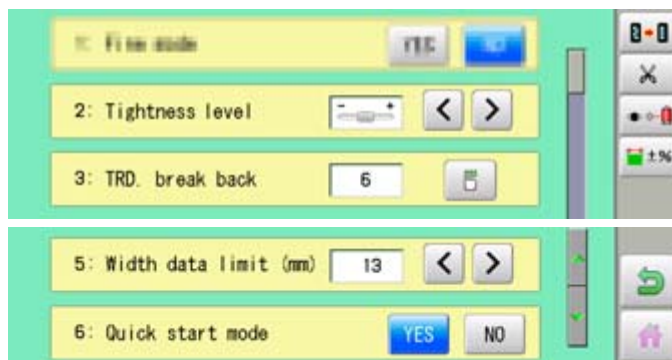 2: Tightness level - +
3: TRD. break back 6
±%
5: Width data limit (mm) 13
6: Quick start mode YES NO